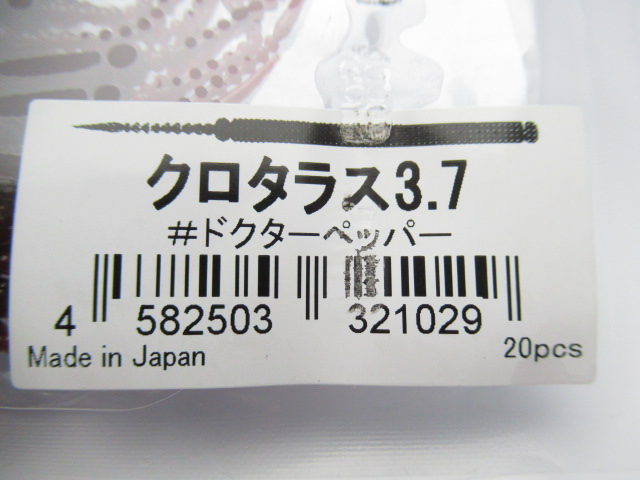 クロタラス3.7
#ドクターペッパー
4 582503 321029
Made in Japan 20pcs